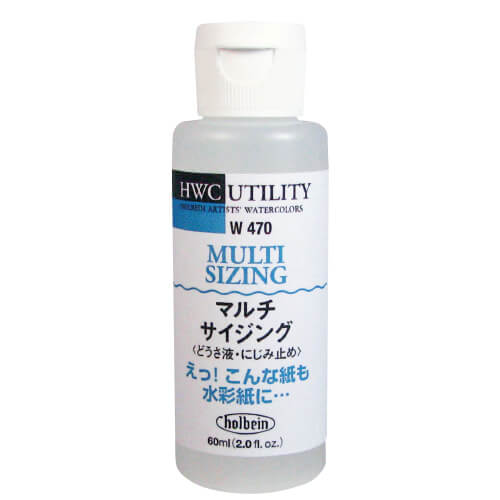 HWC UTILITY
HOLBEIN ARTISTS' WATERCOLORS
W 470
MULTI
SIZING
マルチ
サイジング
〈どうさ液・にじみ止め〉
えっ!こんな紙も
水彩紙に…
holbein
60ml(2.0 fl. oz.)